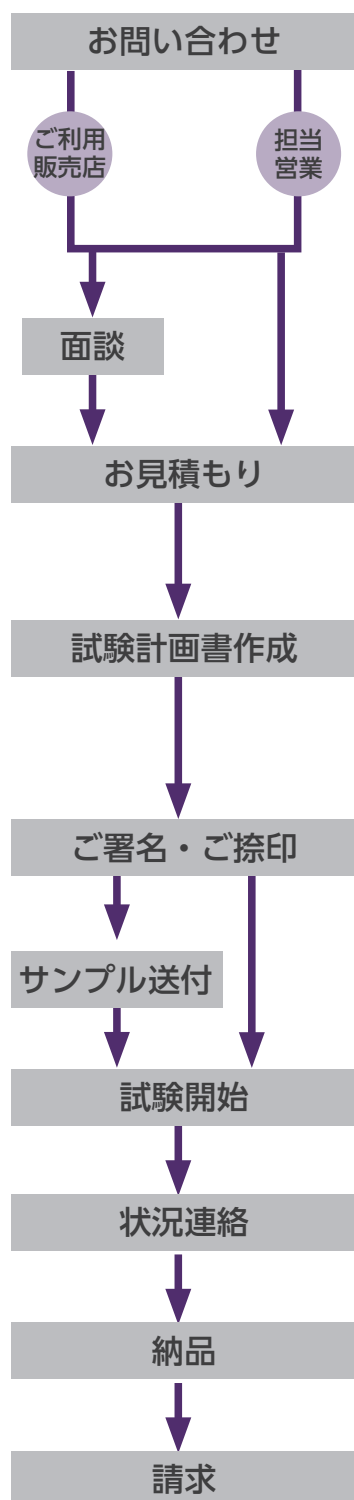 お問い合わせ
ご利用
販売店
担当
営業
面談
お見積もり
試験計画書作成
ご署名・ご捺印
サンプル送付
試験開始
状況連絡
納品
請求